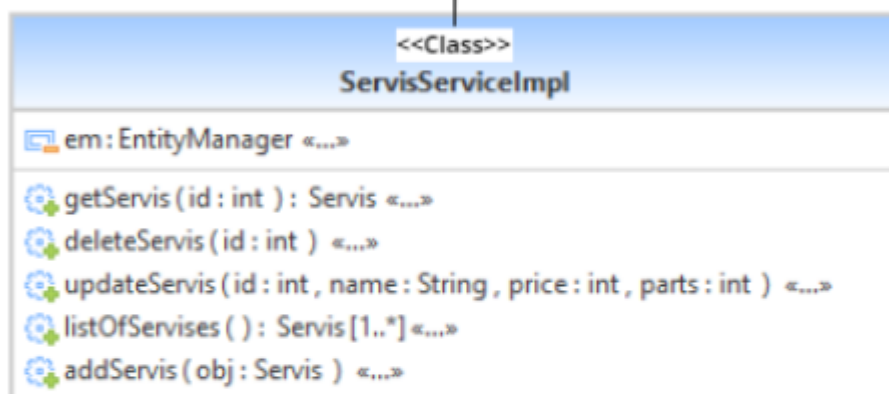 <<Class>>
ServisServiceImpl
em : EntityManager «...»
getServis ( id : int ) : Servis «...»
deleteServis ( id : int ) «...»
updateServis ( id : int , name : String , price : int , parts : int ) «...»
listOfServises ( ) : Servis [1..*] «...»
addServis ( obj : Servis ) «...»